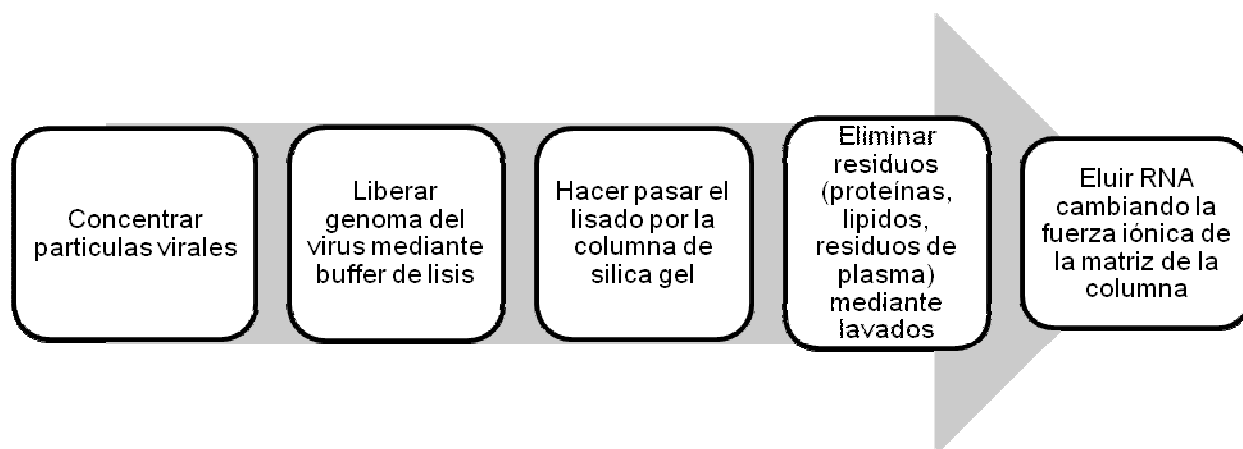 Concentrar
particulas virales
Liberar
genoma del
virus mediante
buffer de lisis
Hacer pasar el
lisado por la
columna de
silica gel
Eliminar
residuos
(proteínas,
lipidos,
residuos de
plasma)
mediante
lavados
Eluir RNA
cambiando la
fuerza iónica de
la matriz de la
columna